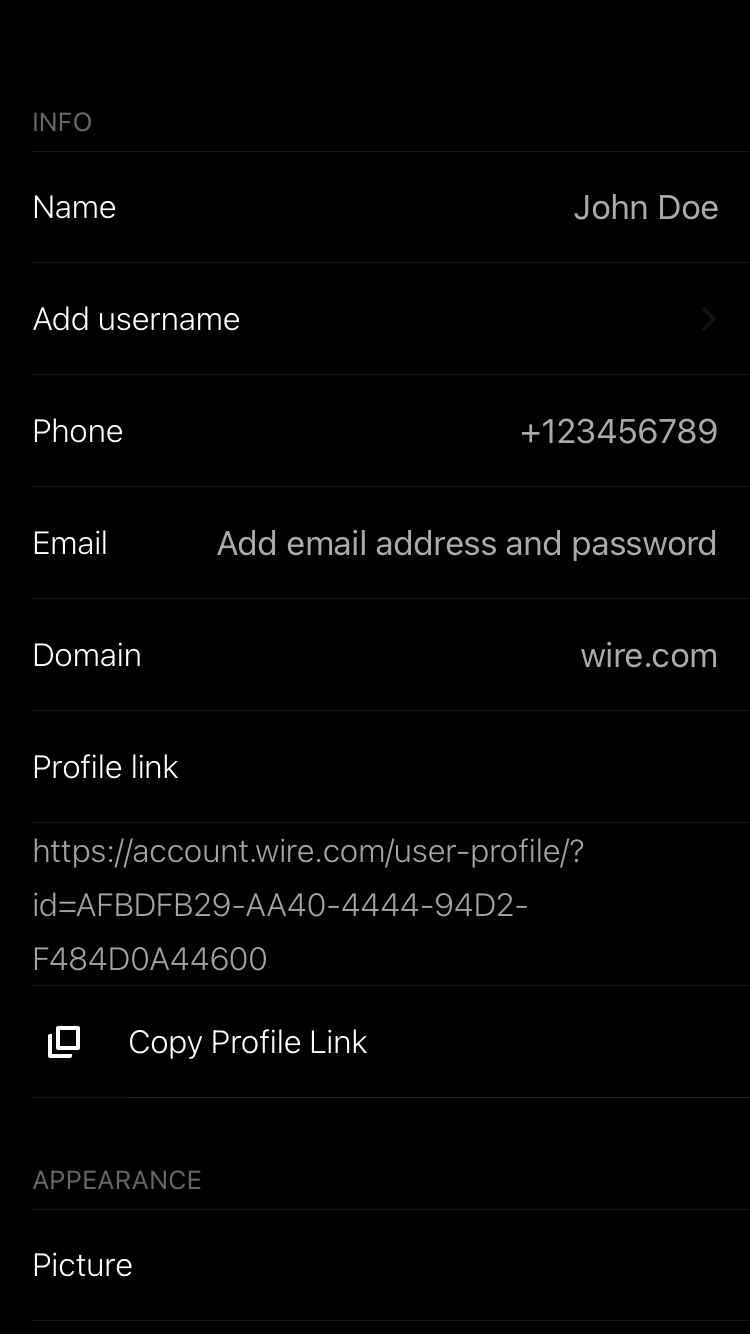 INFO
Name John Doe
Add username
Phone +123456789
Email Add email address and password
Domain wire.com
Profile link
https://account.wire.com/user-profile/?
id=AFBDFB29-AA40-4444-94D2-
F484D0A44600
Copy Profile Link
APPEARANCE
Picture